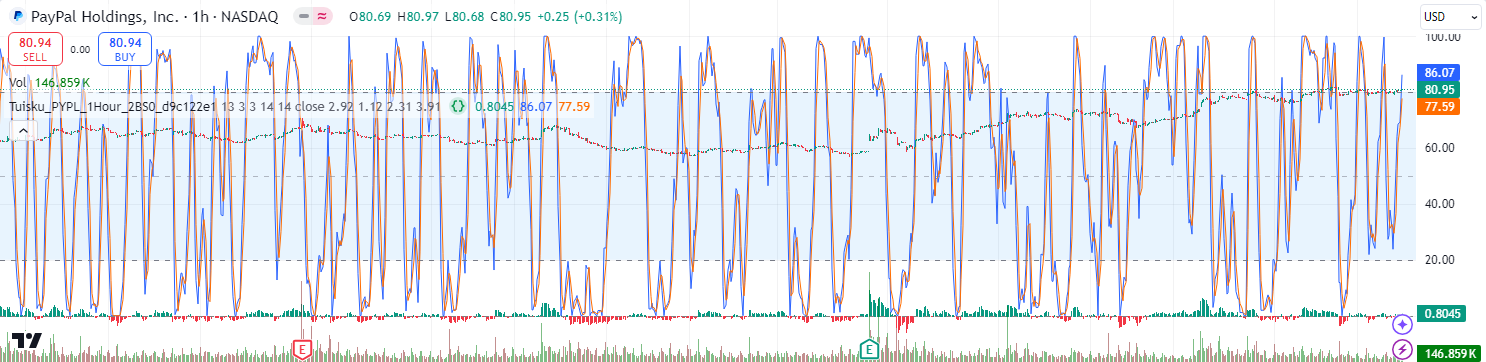 PayPal Holdings, Inc. · 1h · NASDAQ O80.69 H80.97 L80.68 C80.95 +0.25 (+0.31%)
USD
80.94 SELL
0.00
80.94 BUY
100.00
Vol 146.859 K
86.07
80.95
Tuisku_PYPL_1Hour_2BS0_d9c122e1 13 3 3 14 14 close 2.92 1.12 2.31 3.91 0.8045 86.07 77.59
77.59
60.00
40.00
20.00
0.8045
E
E
146.859 K